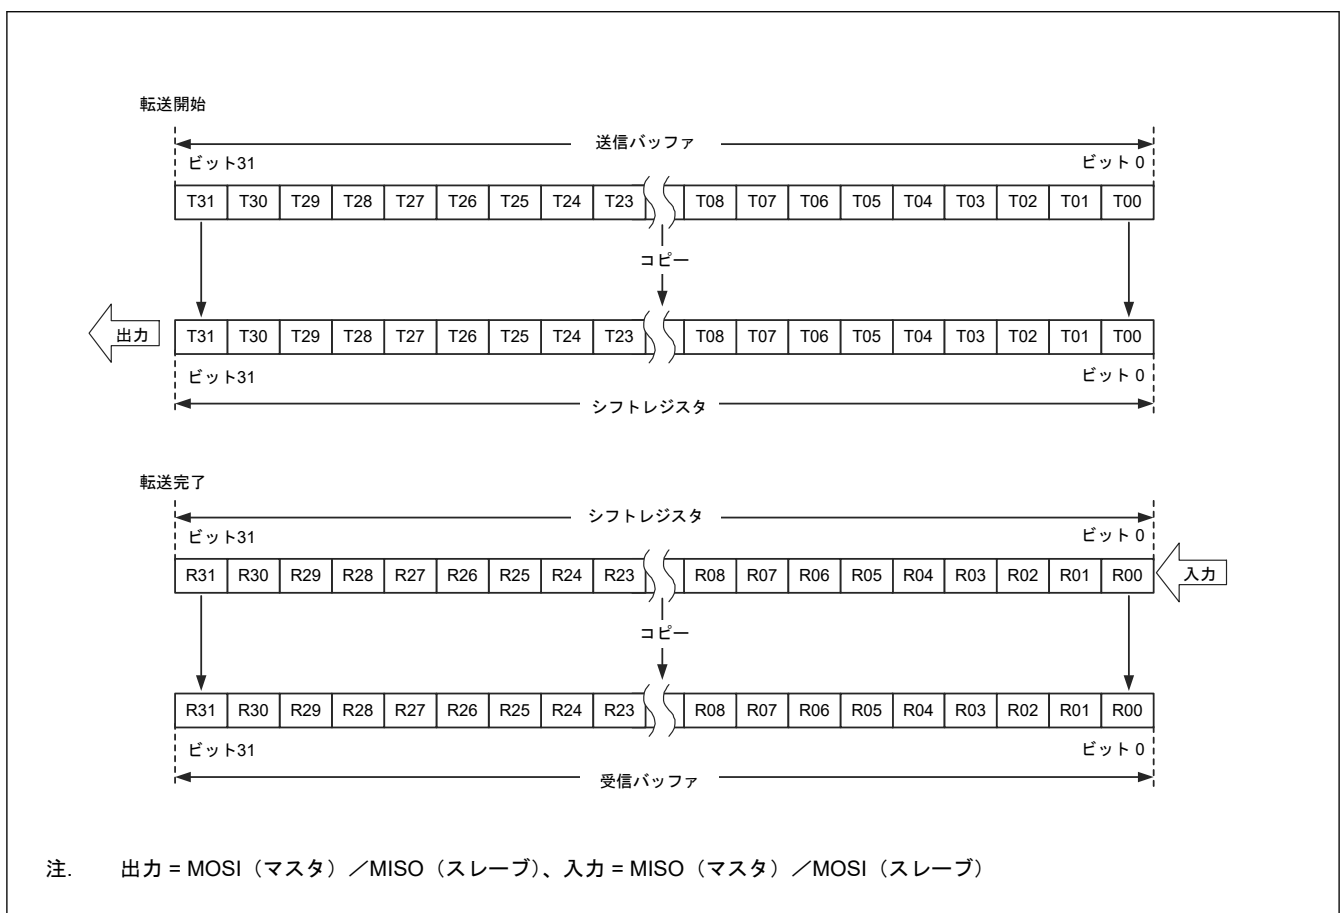 転送開始
送信バッファ
ビット31 ビット0
T31 T30 T29 T28 T27 T26 T25 T24 T23 T08 T07 T06 T05 T04 T03 T02 T01 T00
コピー
出力 T31 T30 T29 T28 T27 T26 T25 T24 T23 T08 T07 T06 T05 T04 T03 T02 T01 T00
ビット31 ビット0
シフトレジスタ
転送完了
シフトレジスタ
ビット31 ビット0
R31 R30 R29 R28 R27 R26 R25 R24 R23 R08 R07 R06 R05 R04 R03 R02 R01 R00 入力
コピー
R31 R30 R29 R28 R27 R26 R25 R24 R23 R08 R07 R06 R05 R04 R03 R02 R01 R00
ビット31 ビット0
受信バッファ
注. 出力 = MOSI（マスタ）／MISO（スレーブ）、入力 = MISO（マスタ）／MOSI（スレーブ）